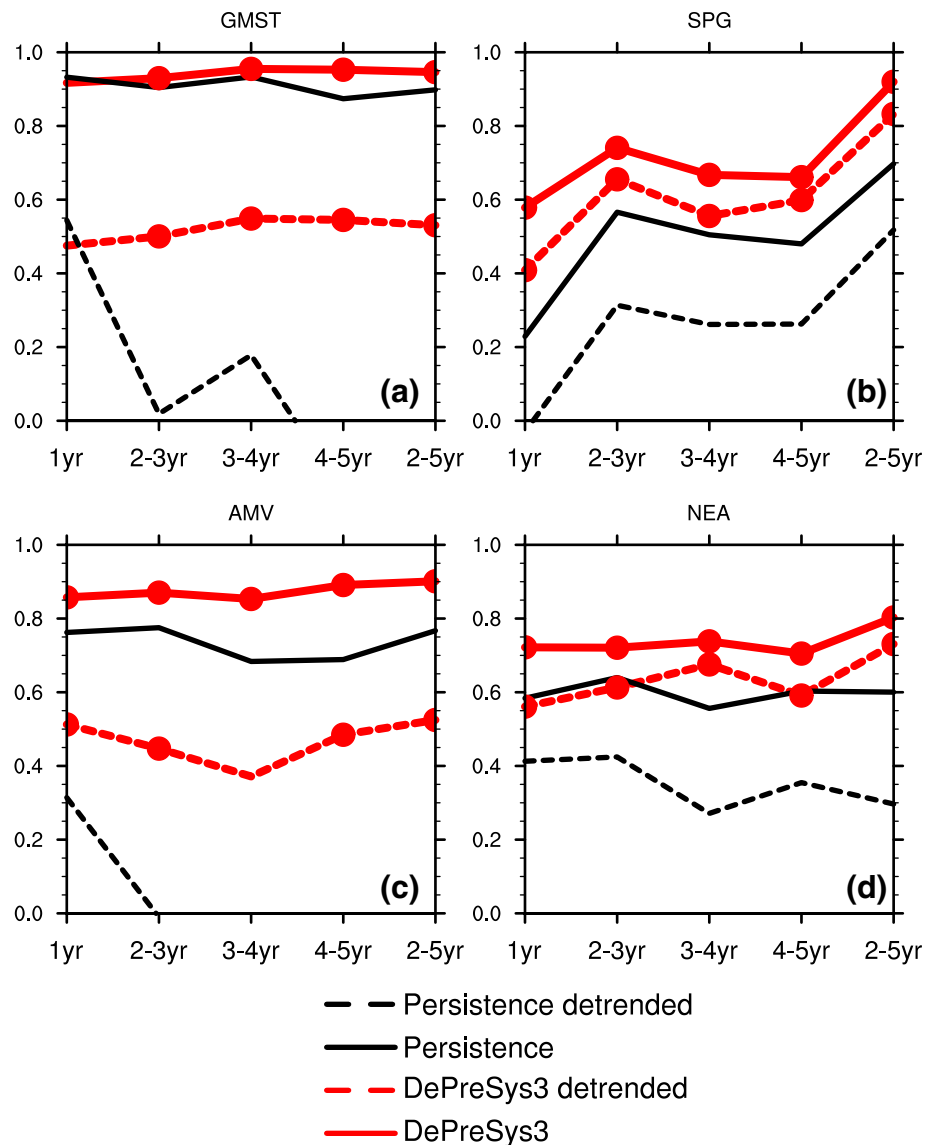 GMST
SPG
1.0
0.8
0.6
0.4
0.2
0.0
(a)
1yr 2-3yr 3-4yr 4-5yr 2-5yr
1.0
0.8
0.6
0.4
0.2
0.0
(b)
1yr 2-3yr 3-4yr 4-5yr 2-5yr
AMV
NEA
1.0
0.8
0.6
0.4
0.2
0.0
(c)
1yr 2-3yr 3-4yr 4-5yr 2-5yr
1.0
0.8
0.6
0.4
0.2
0.0
(d)
1yr 2-3yr 3-4yr 4-5yr 2-5yr
Persistence detrended
Persistence
DePreSys3 detrended
DePreSys3